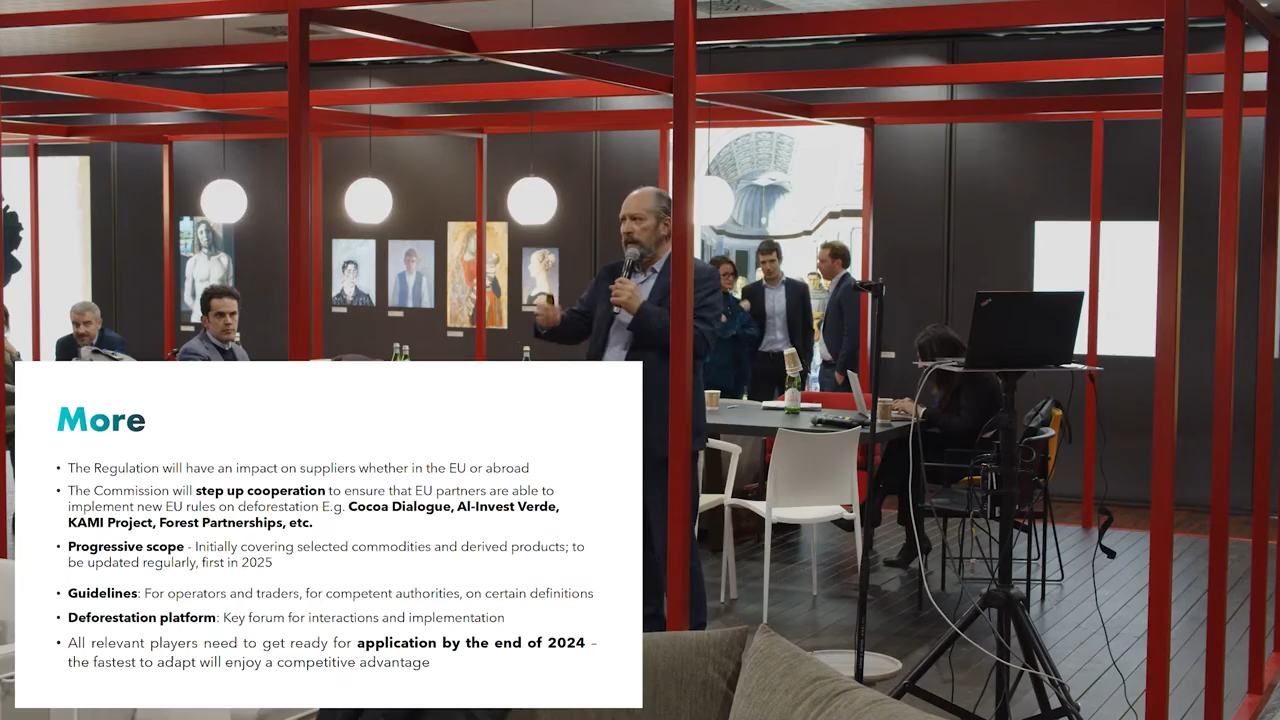 More
• The Regulation will have an impact on suppliers whether in the EU or abroad
• The Commission will step up cooperation to ensure that EU partners are able to
implement new EU rules on deforestation E.g. Cocoa Dialogue, Al-Invest Verde,
KAMI Project, Forest Partnerships, etc.
• Progressive scope - Initially covering selected commodities and derived products; to
be updated regularly, first in 2025
• Guidelines: For operators and traders, for competent authorities, on certain definitions
• Deforestation platform: Key forum for interactions and implementation
• All relevant players need to get ready for application by the end of 2024 –
the fastest to adapt will enjoy a competitive advantage